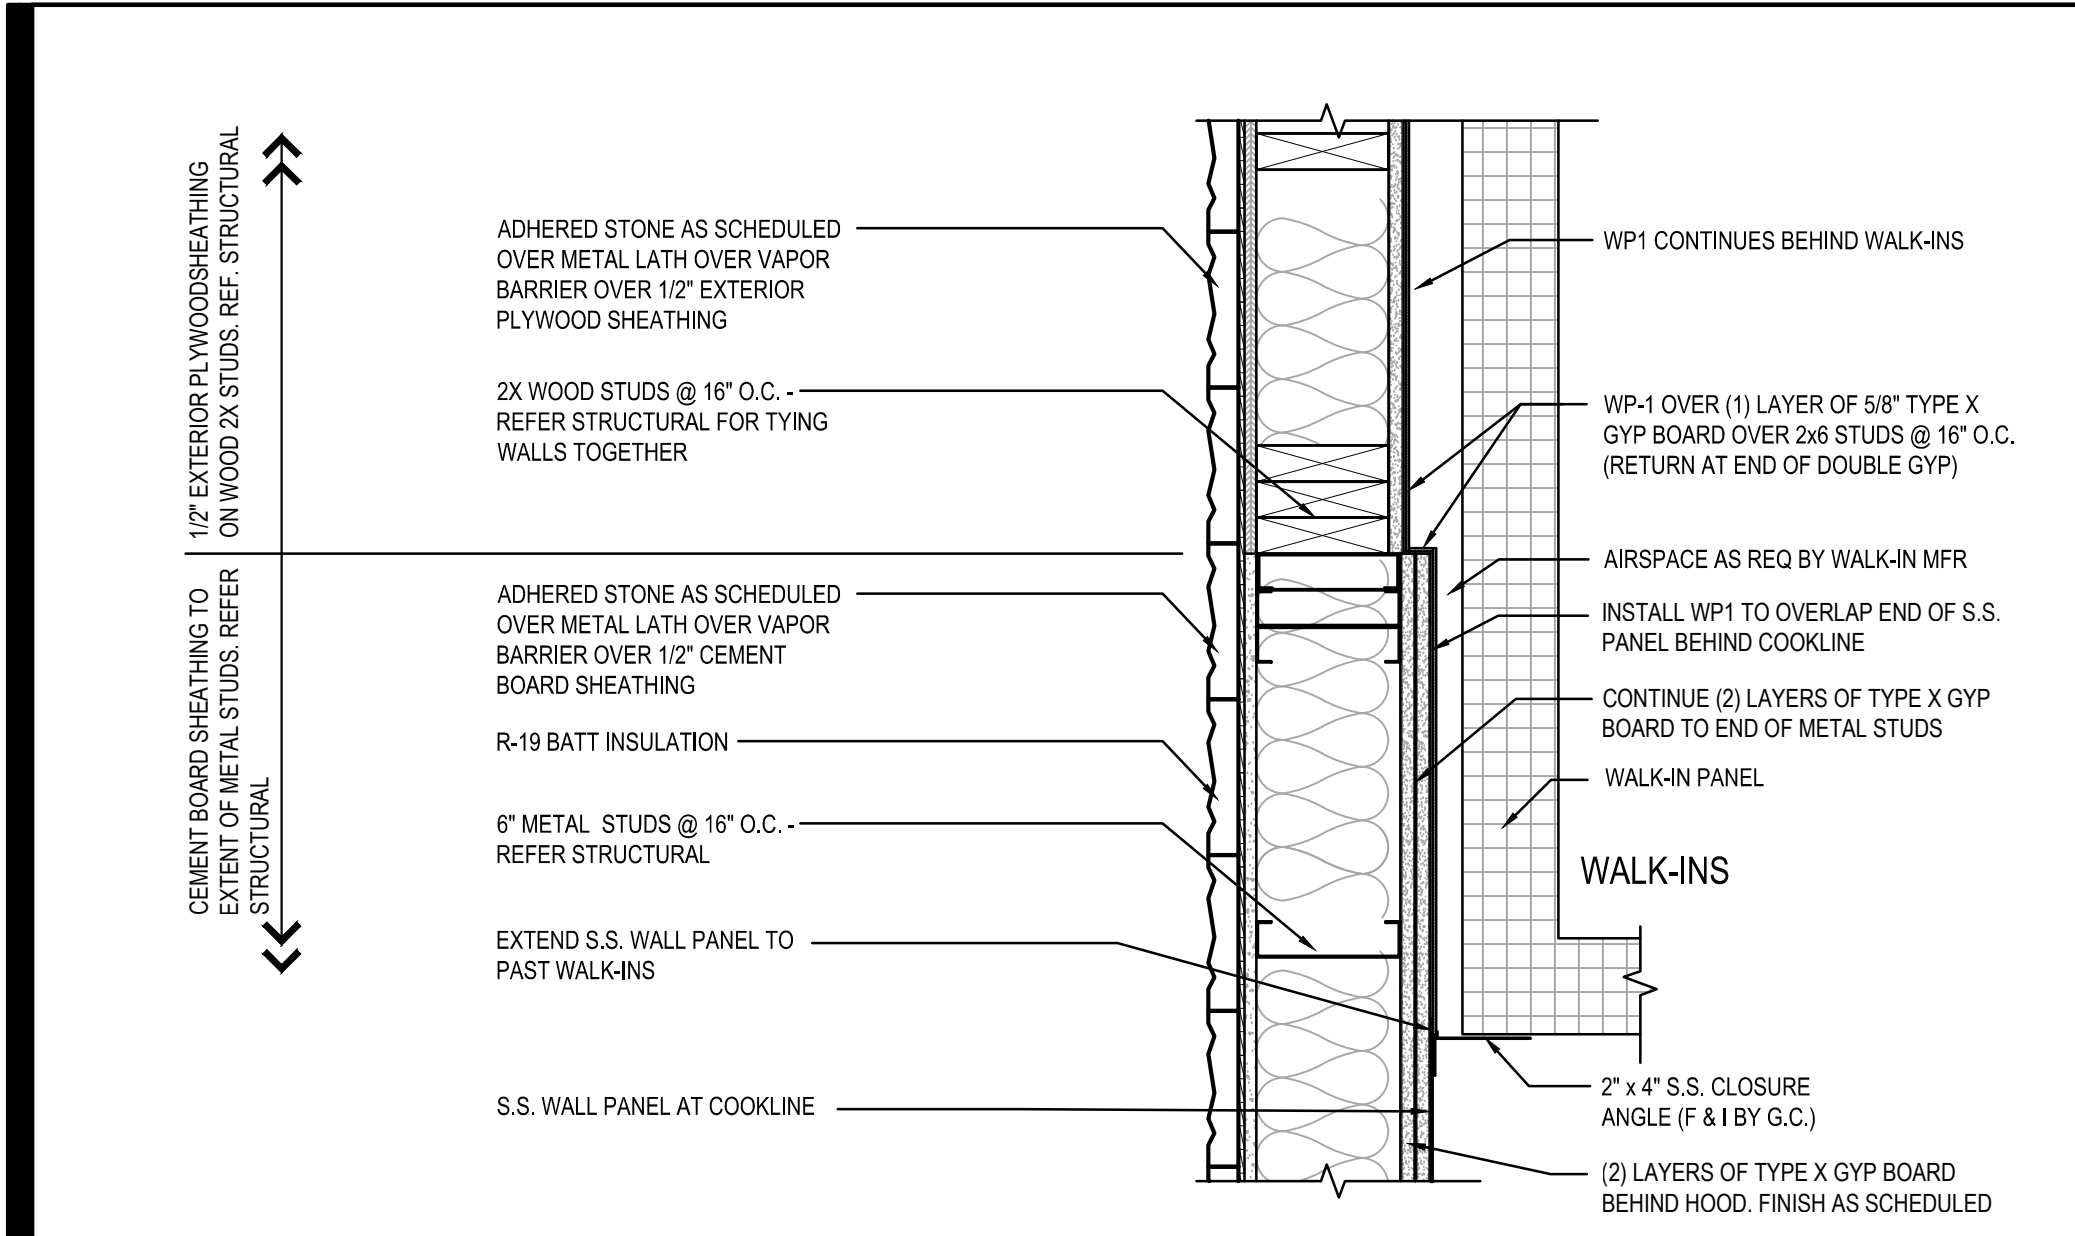 1/2" EXTERIOR PLYWOODSHEATHING
ON WOOD 2X STUDS. REF. STRUCTURAL
CEMENT BOARD SHEATHING TO
EXTENT OF METAL STUDS. REFER
STRUCTURAL
ADHERED STONE AS SCHEDULED
OVER METAL LATH OVER VAPOR
BARRIER OVER 1/2" EXTERIOR
PLYWOOD SHEATHING
2X WOOD STUDS @ 16" O.C. -
REFER STRUCTURAL FOR TYING
WALLS TOGETHER
ADHERED STONE AS SCHEDULED
OVER METAL LATH OVER VAPOR
BARRIER OVER 1/2" CEMENT
BOARD SHEATHING
R-19 BATT INSULATION
6" METAL STUDS @ 16" O.C. -
REFER STRUCTURAL
EXTEND S.S. WALL PANEL TO
PAST WALK-INS
S.S. WALL PANEL AT COOKLINE
WP1 CONTINUES BEHIND WALK-INS
WP-1 OVER (1) LAYER OF 5/8" TYPE X
GYP BOARD OVER 2x6 STUDS @ 16" O.C.
(RETURN AT END OF DOUBLE GYP)
AIRSPACE AS REQ BY WALK-IN MFR
INSTALL WP1 TO OVERLAP END OF S.S.
PANEL BEHIND COOKLINE
CONTINUE (2) LAYERS OF TYPE X GYP
BOARD TO END OF METAL STUDS
WALK-IN PANEL
WALK-INS
2" x 4" S.S. CLOSURE
ANGLE (F & I BY G.C.)
(2) LAYERS OF TYPE X GYP BOARD
BEHIND HOOD. FINISH AS SCHEDULED